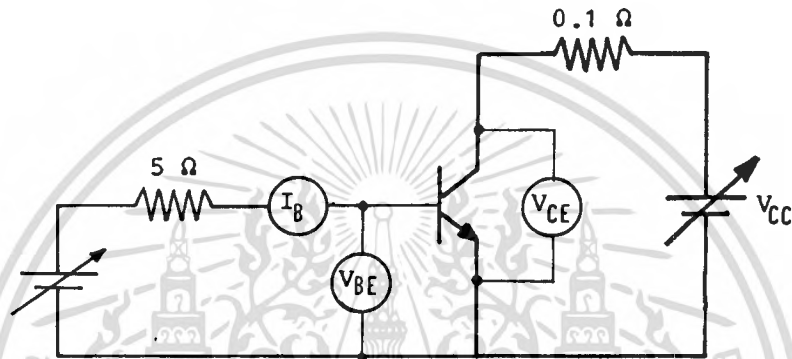 0.1 Ω
5 Ω
I_B
V_BE
V_CE
V_CC